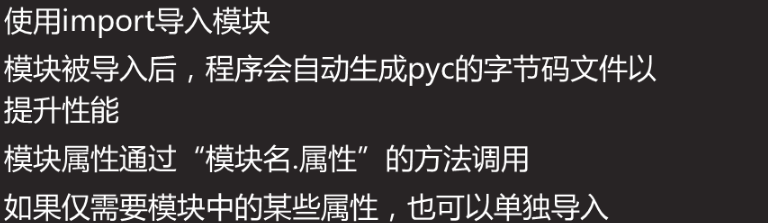 使用import导入模块
模块被导入后，程序会自动生成pyc的字节码文件以
提升性能
模块属性通过“模块名.属性”的方法调用
如果仅需要模块中的某些属性，也可以单独导入